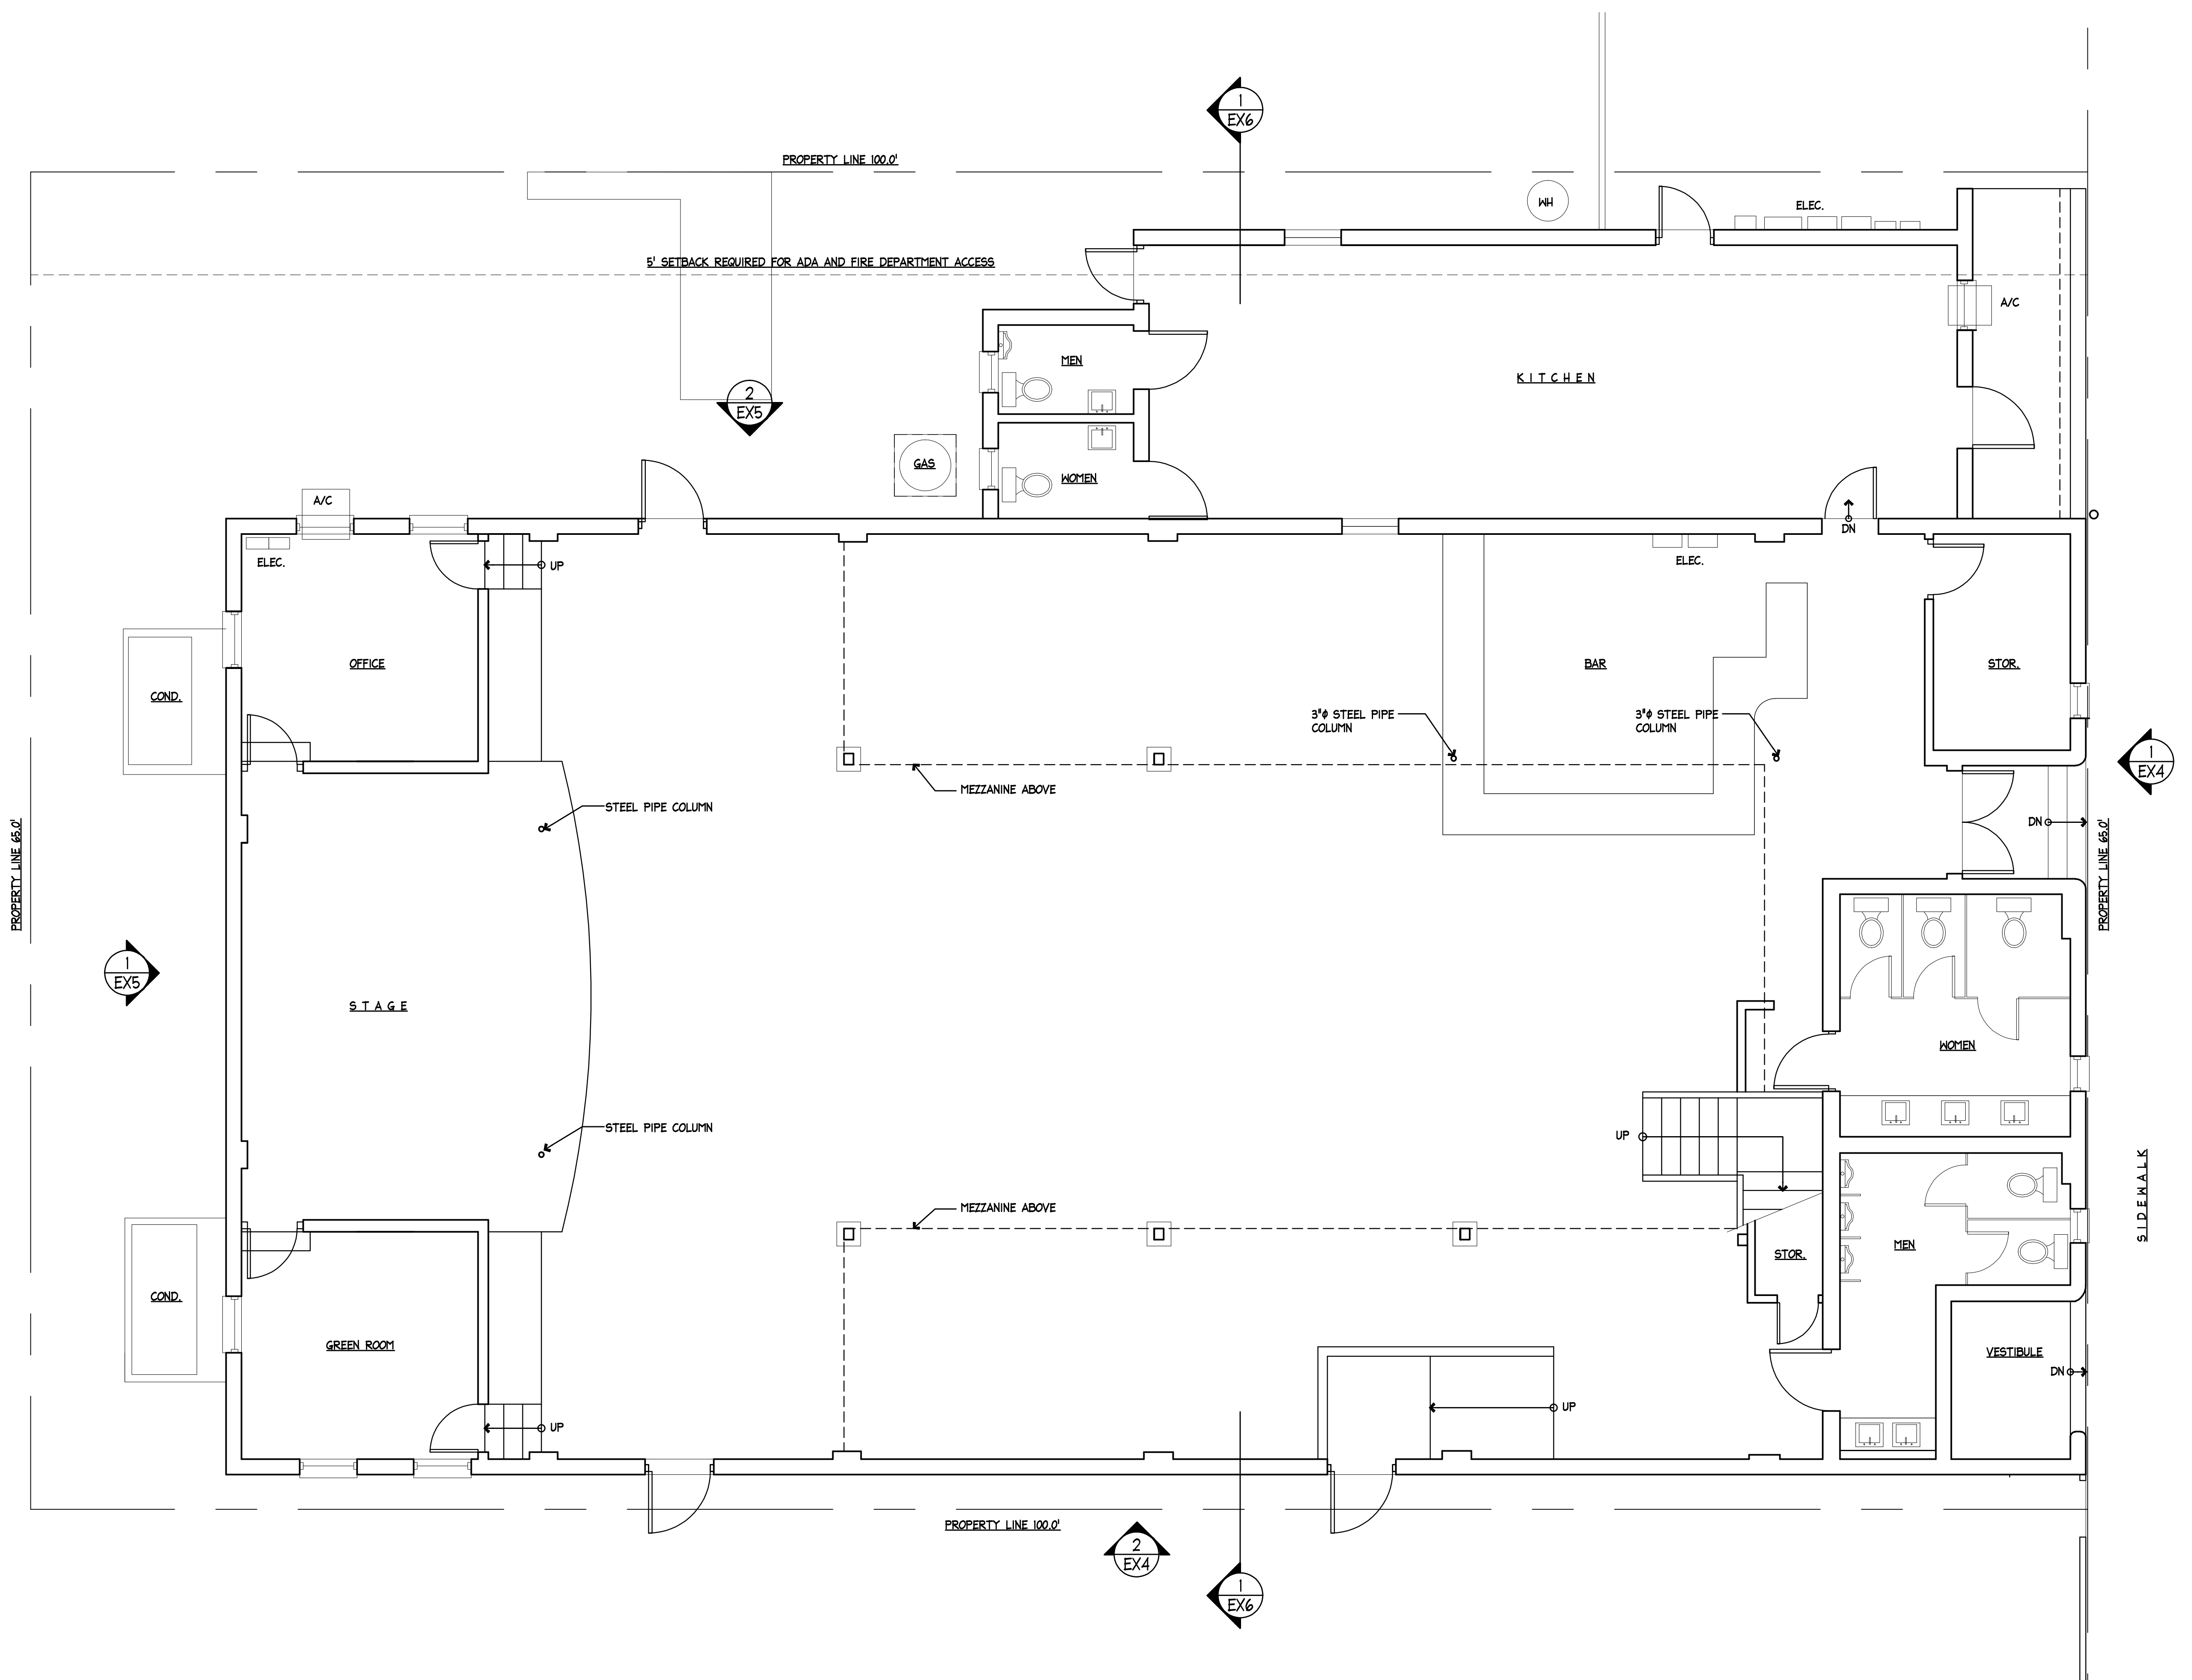 1
EX6
PROPERTY LINE 100.0'
WH
ELEC.
5' SETBACK REQUIRED FOR ADA AND FIRE DEPARTMENT ACCESS
A/C
MEN
KITCHEN
2
EX5
GAS
WOMEN
A/C
DN
ELEC.
UP
ELEC.
OFFICE
BAR
STOR.
COND.
3"Φ STEEL PIPE
COLUMN
3"Φ STEEL PIPE
COLUMN
1
EX4
MEZZANINE ABOVE
STEEL PIPE COLUMN
DN
PROPERTY LINE 65.0'
PROPERTY LINE 65.0'
1
EX5
STAGE
WOMEN
STEEL PIPE COLUMN
UP
SIDEWALK
MEZZANINE ABOVE
MEN
STOR.
COND.
GREEN ROOM
VESTIBULE
DN
UP
UP
PROPERTY LINE 100.0'
2
EX4
1
EX6